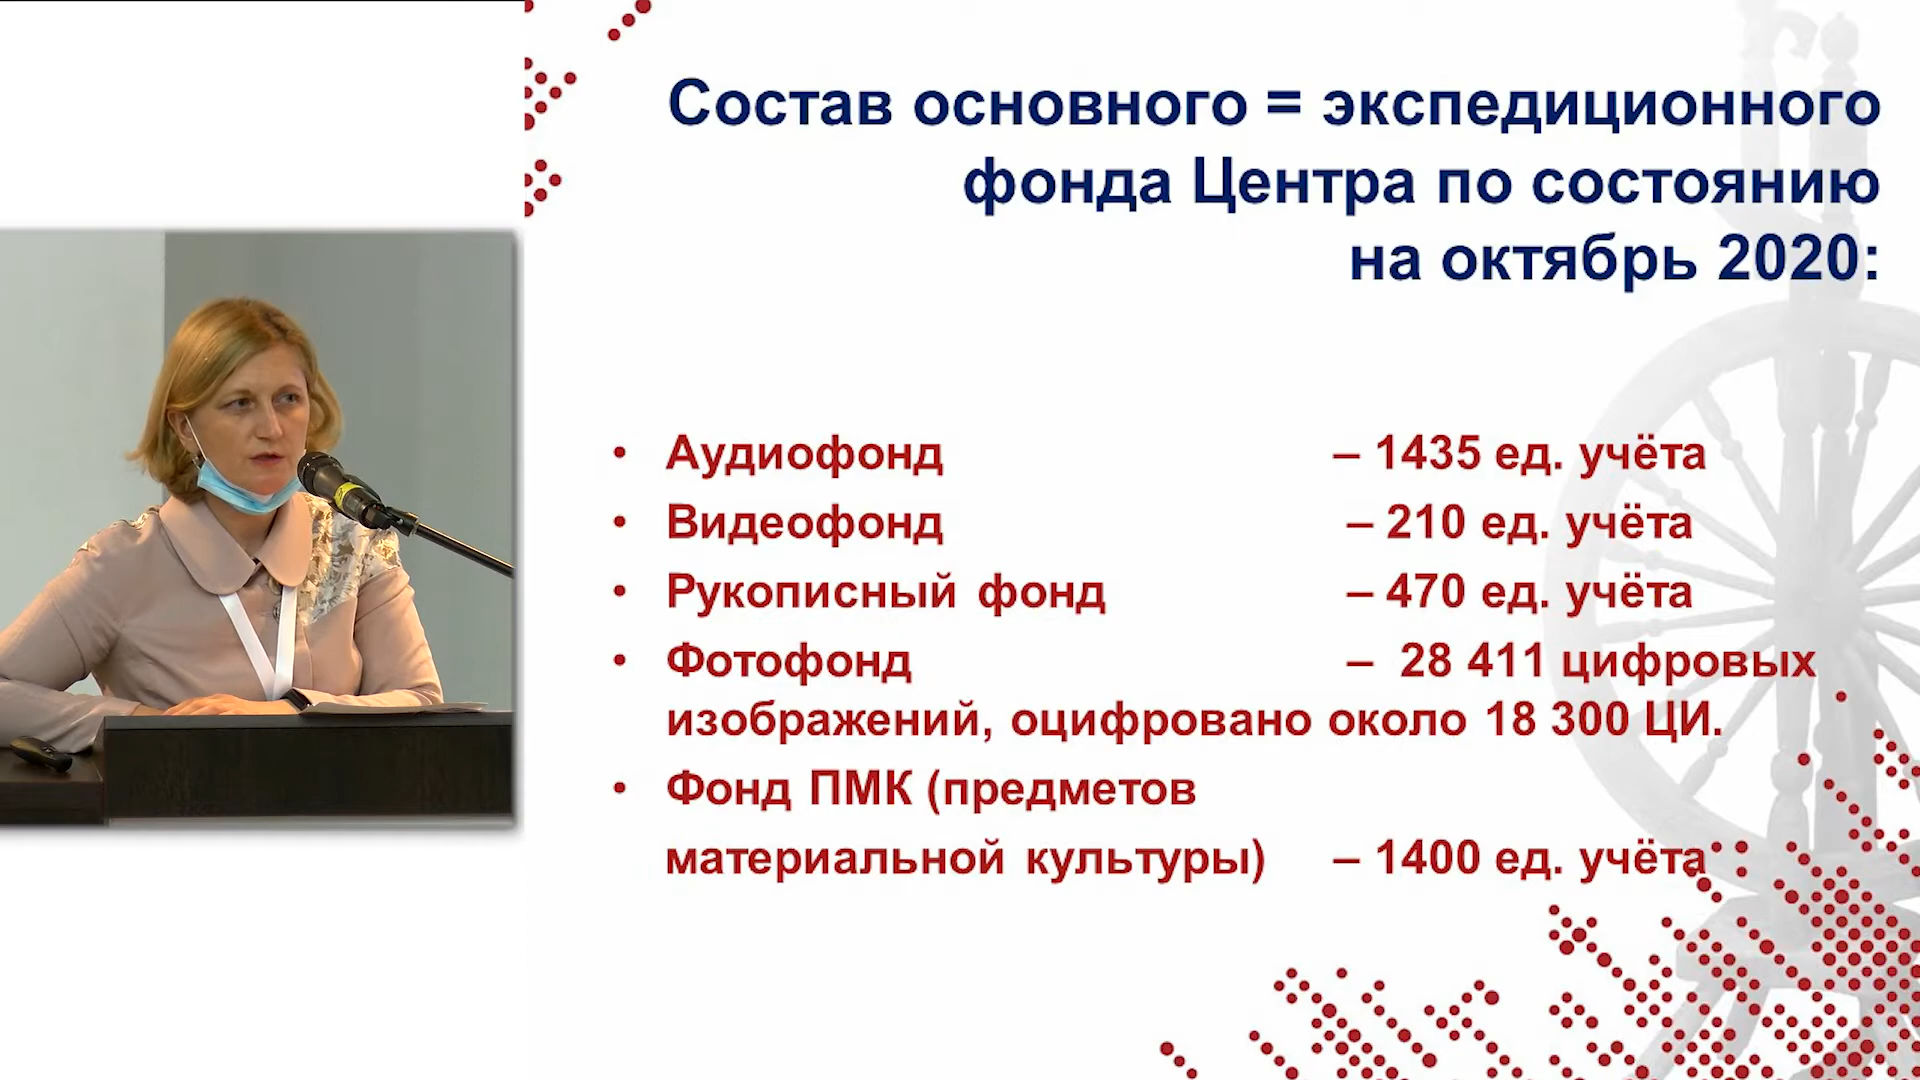 Состав основного = экспедиционного
фонда Центра по состоянию
на октябрь 2020:
• Аудиофонд – 1435 ед. учёта
• Видеофонд – 210 ед. учёта
• Рукописный фонд – 470 ед. учёта
• Фотофонд – 28 411 цифровых
изображений, оцифровано около 18 300 ЦИ.
• Фонд ПМК (предметов
материальной культуры) – 1400 ед. учёта